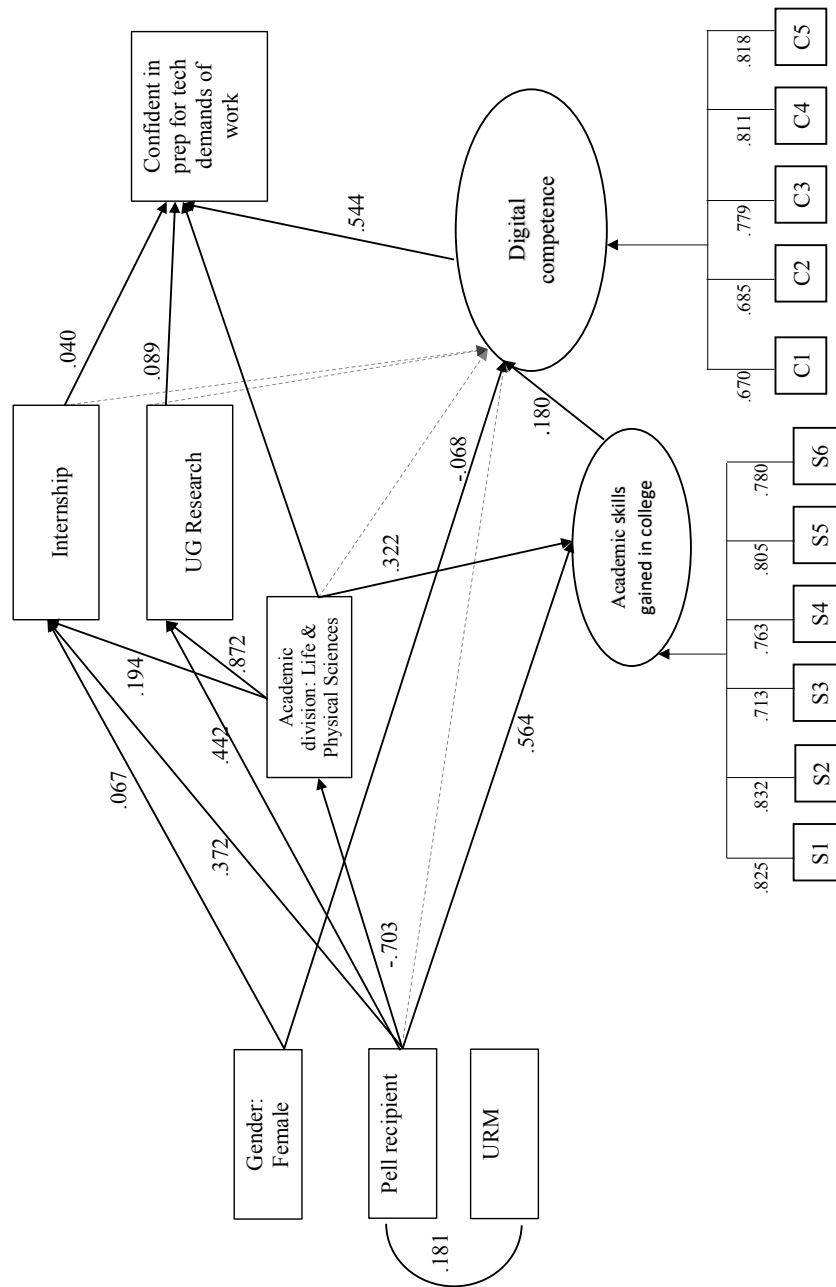 Gender:
Female
Pell recipient
URM
.181
.067
.372
.442
-.703
.194
.872
Internship
UG Research
Academic
division: Life &
Physical Sciences
.040
.089
.322
-.068
.564
.180
.544
Confident in
prep for tech
demands of
work
Digital
competence
Academic skills
gained in college
.825
.832
.713
.763
.805
.780
S1
S2
S3
S4
S5
S6
.670
.685
.779
.811
.818
C1
C2
C3
C4
C5